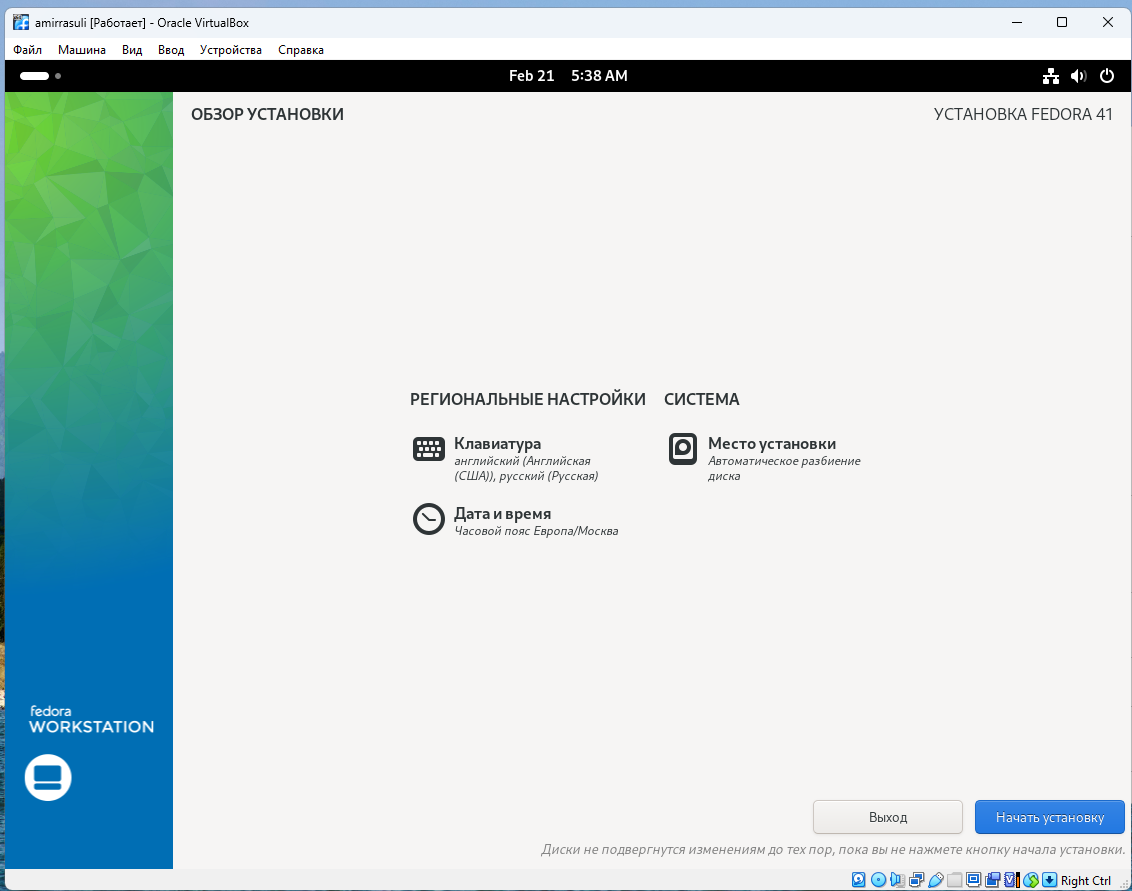 amirrasuli [Работает] - Oracle VirtualBox
Файл Машина Вид Ввод Устройства Справка
Feb 21 5:38 AM
ОБЗОР УСТАНОВКИ
УСТАНОВКА FEDORA 41
РЕГИОНАЛЬНЫЕ НАСТРОЙКИ
Клавиатура
английский (Английская
(США)), русский (Русская)
Дата и время
Часовой пояс Европа/Москва
СИСТЕМА
Место установки
Автоматическое разбиение
диска
fedora
WORKSTATION
Выход
Начать установку
Диски не подвергнутся изменениям до тех пор, пока вы не нажмете кнопку начала установки.
Right Ctrl